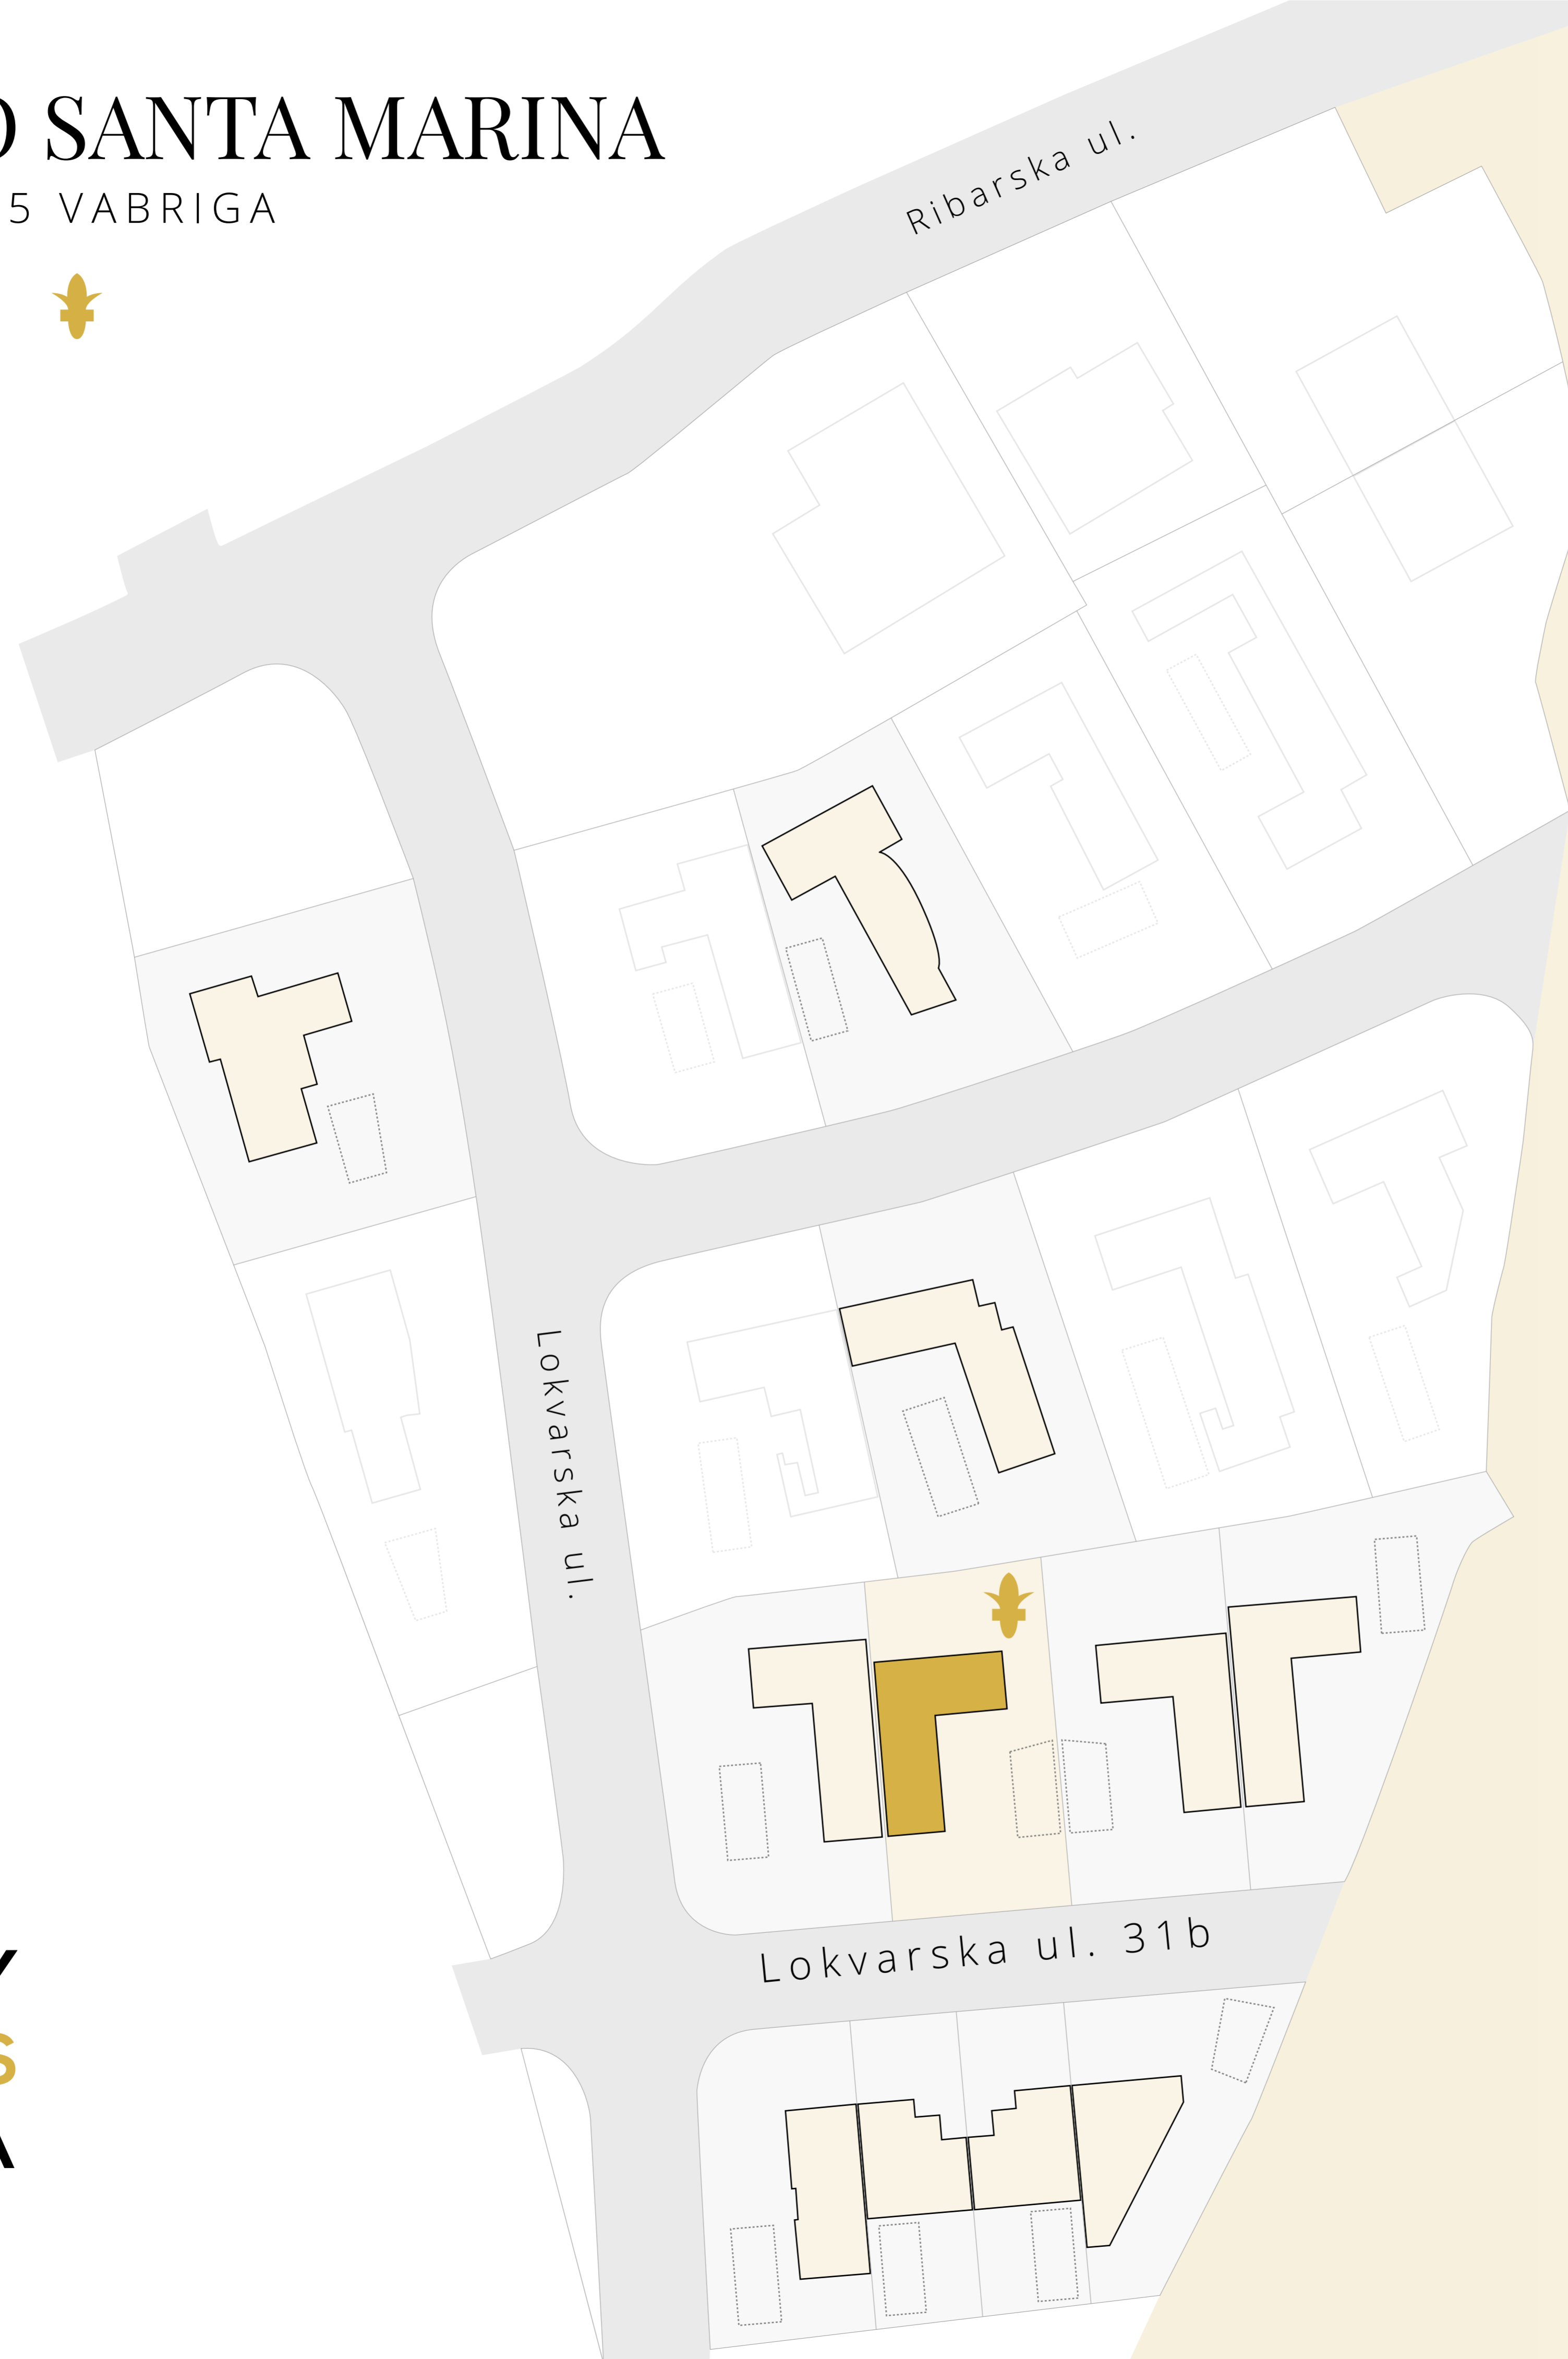 SANTA MARINA
5 VABRIGA
Ribarska ul.
Lokvarska ul.
Lokvarska ul. 31b